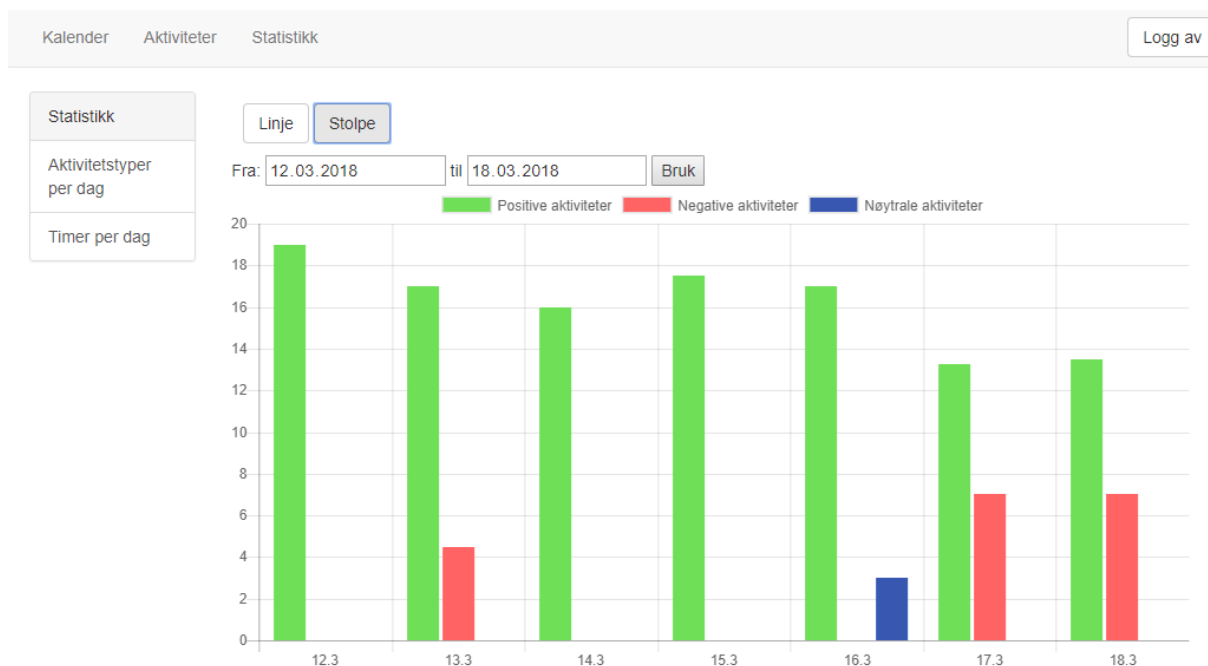 Kalender Aktiviteter Statistikk Logg av
Statistikk
Aktivitetstyper
per dag
Timer per dag
Linje Stolpe
Fra: 12.03.2018 til 18.03.2018 Bruk
Positive aktiviteter Negative aktiviteter Nøytrale aktiviteter
20
18
16
14
12
10
8
6
4
2
0
12.3 13.3 14.3 15.3 16.3 17.3 18.3